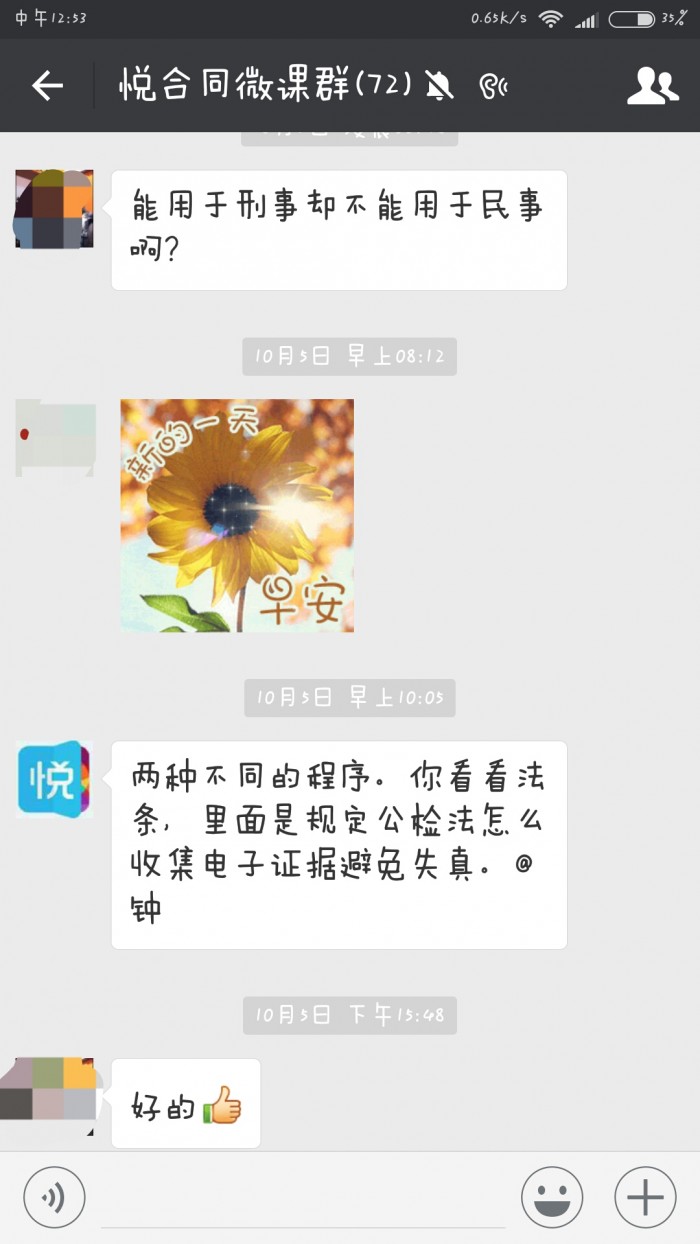 中午12:53
0.65k/s
35%
悦合同微课群(72)
能用于刑事却不能用于民事
啊?
10月5日 早上08:12
新的一天
早安
10月5日 早上10:05
悦
两种不同的程序。你看看法
条,里面是规定公检法怎么
收集电子证据避免失真。@
钟
10月5日 下午15:48
好的👍